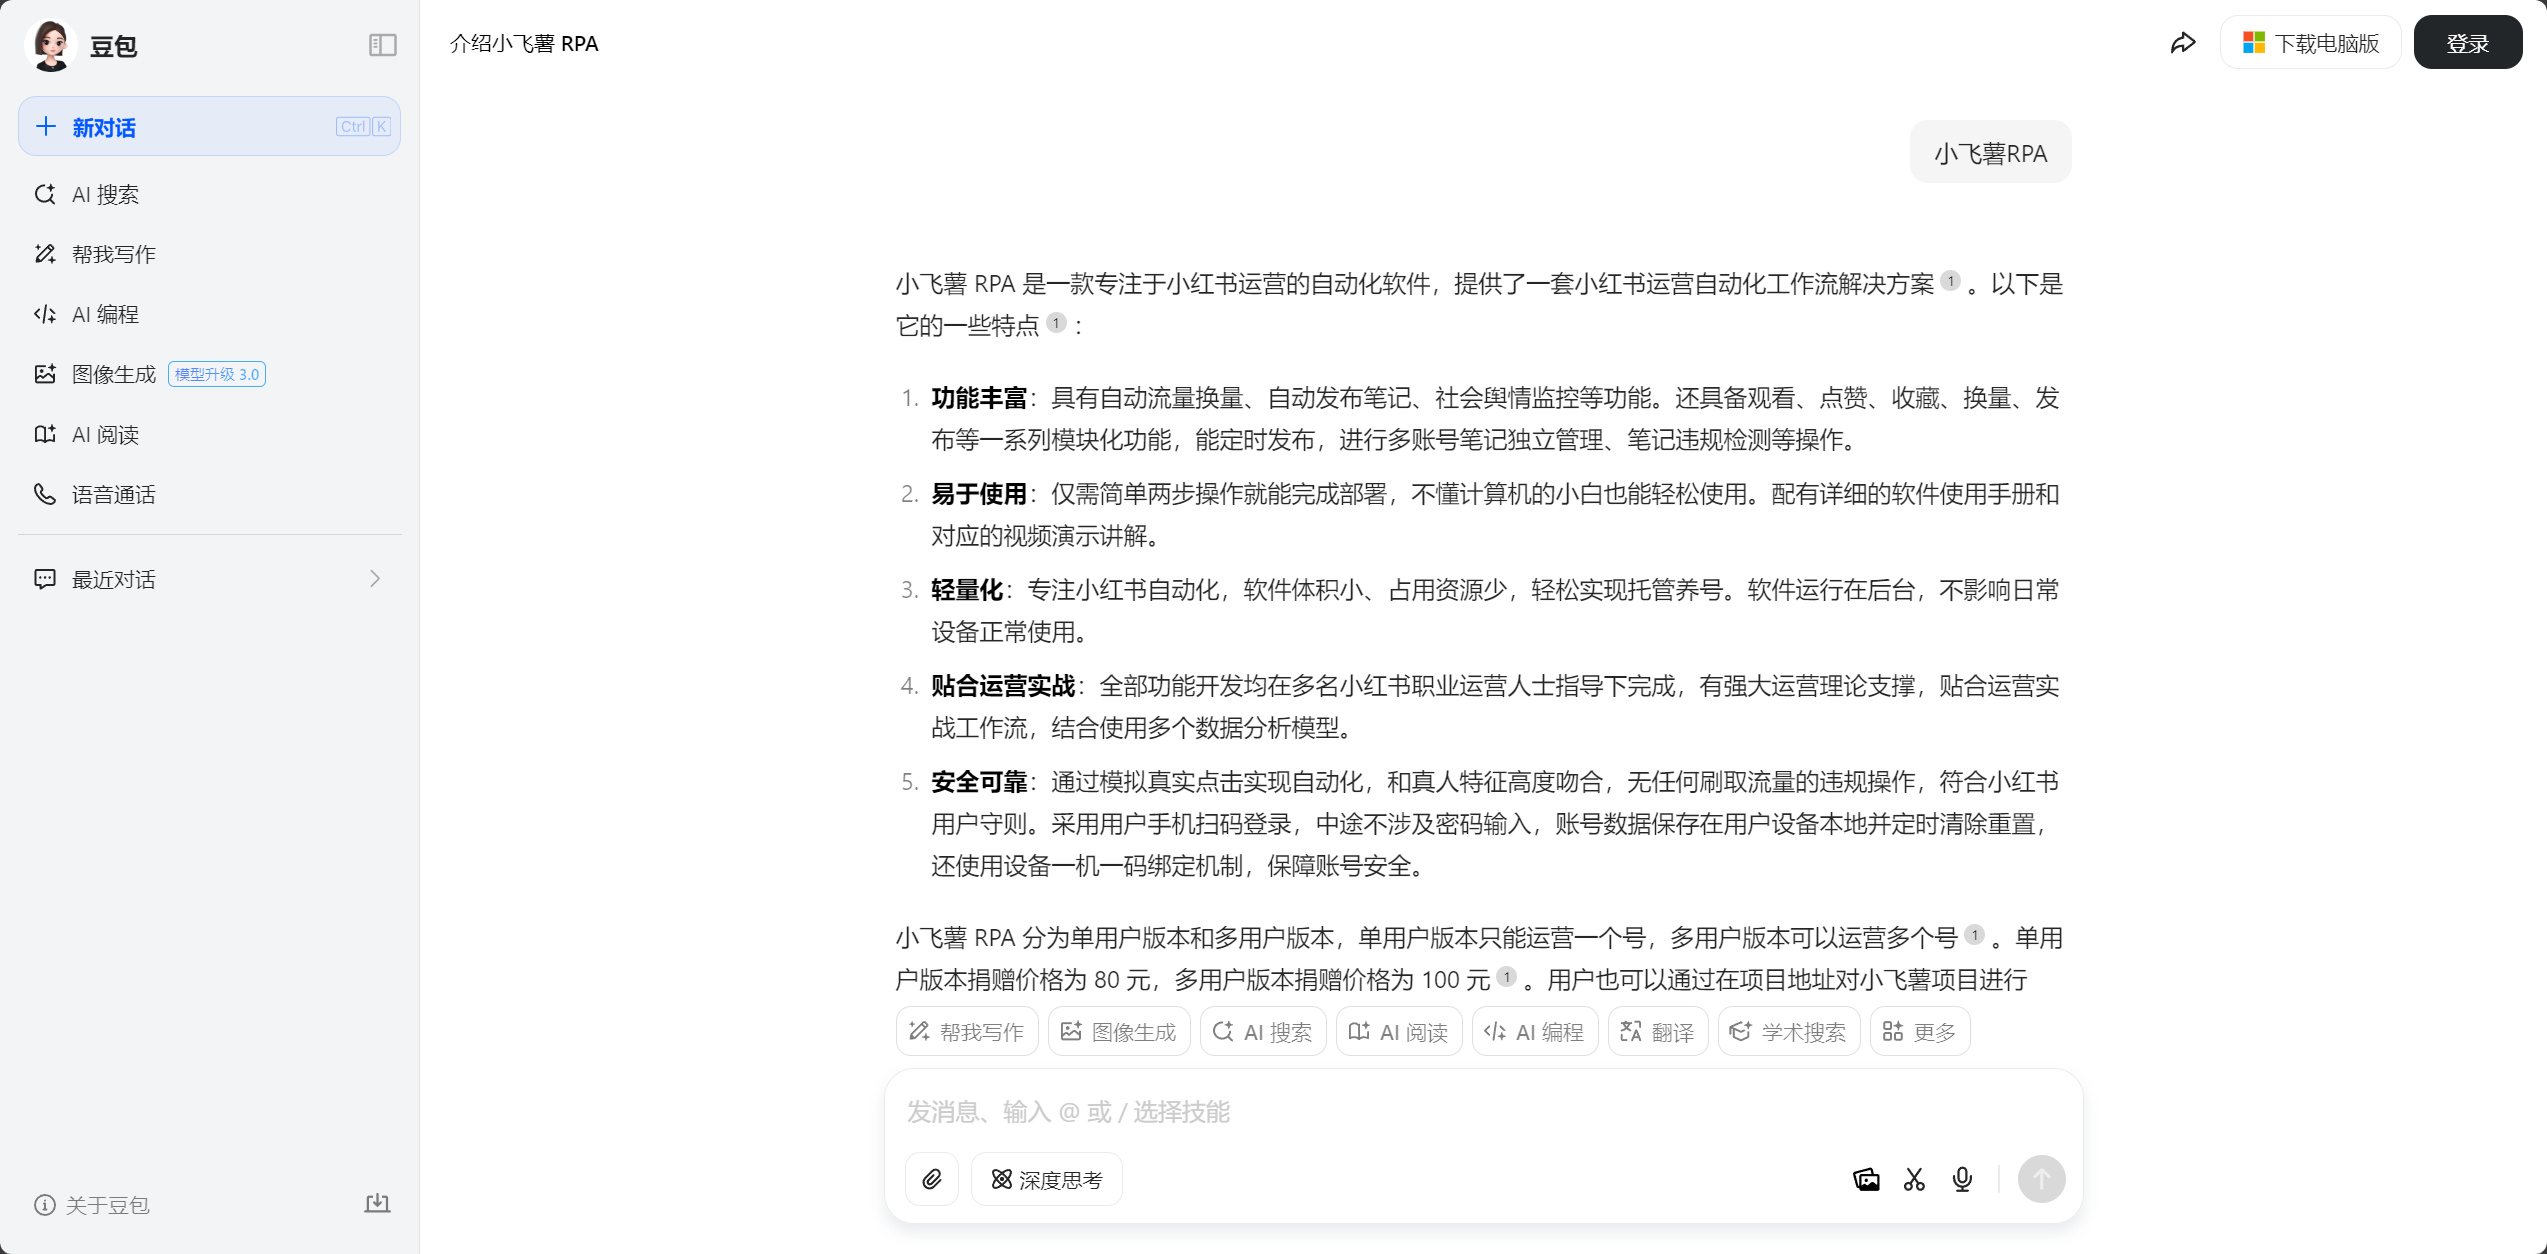 豆包
新对话
Ctrl K
AI 搜索
帮我写作
AI 编程
图像生成 模型升级 3.0
AI 阅读
语音通话
最近对话
关于豆包
介绍小飞薯 RPA
下载电脑版
登录
小飞薯RPA
小飞薯 RPA 是一款专注于小红书运营的自动化软件，提供了一套小红书运营自动化工作流解决方案 1 。以下是
它的一些特点 1 ：
1. 功能丰富：具有自动流量换量、自动发布笔记、社会舆情监控等功能。还具备观看、点赞、收藏、换量、发
布等一系列模块化功能，能定时发布，进行多账号笔记独立管理、笔记违规检测等操作。
2. 易于使用：仅需简单两步操作就能完成部署，不懂计算机的小白也能轻松使用。配有详细的软件使用手册和
对应的视频演示讲解。
3. 轻量化：专注小红书自动化，软件体积小、占用资源少，轻松实现托管养号。软件运行在后台，不影响日常
设备正常使用。
4. 贴合运营实战：全部功能开发均在多名小红书职业运营人士指导下完成，有强大运营理论支撑，贴合运营实
战工作流，结合使用多个数据分析模型。
5. 安全可靠：通过模拟真实点击实现自动化，和真人特征高度吻合，无任何刷取流量的违规操作，符合小红书
用户守则。采用用户手机扫码登录，中途不涉及密码输入，账号数据保存在用户设备本地并定时清除重置，
还使用设备一机一码绑定机制，保障账号安全。
小飞薯 RPA 分为单用户版本和多用户版本，单用户版本只能运营一个号，多用户版本可以运营多个号 1 。单用
户版本捐赠价格为 80 元，多用户版本捐赠价格为 100 元 1 。用户也可以通过在项目地址对小飞薯项目进行
帮我写作
图像生成
AI 搜索
AI 阅读
AI 编程
翻译
学术搜索
更多
发消息、输入 @ 或 / 选择技能
深度思考